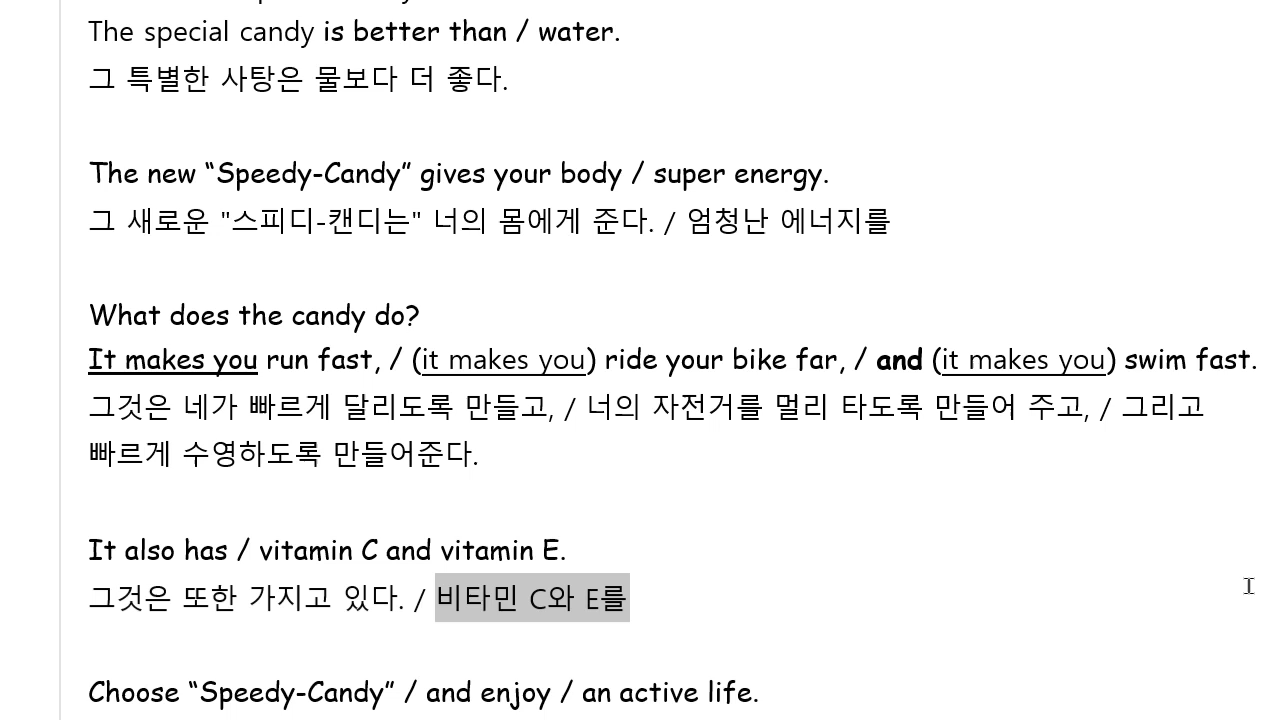 The special candy is better than / water.
그 특별한 사탕은 물보다 더 좋다.
The new “Speedy-Candy” gives your body / super energy.
그 새로운 "스피디-캔디는" 너의 몸에게 준다. / 엄청난 에너지를
What does the candy do?
It makes you run fast, / (it makes you) ride your bike far, / and (it makes you) swim fast.
그것은 네가 빠르게 달리도록 만들고, / 너의 자전거를 멀리 타도록 만들어 주고, / 그리고
빠르게 수영하도록 만들어준다.
It also has / vitamin C and vitamin E.
그것은 또한 가지고 있다. / 비타민 C와 E를
Choose “Speedy-Candy” / and enjoy / an active life.